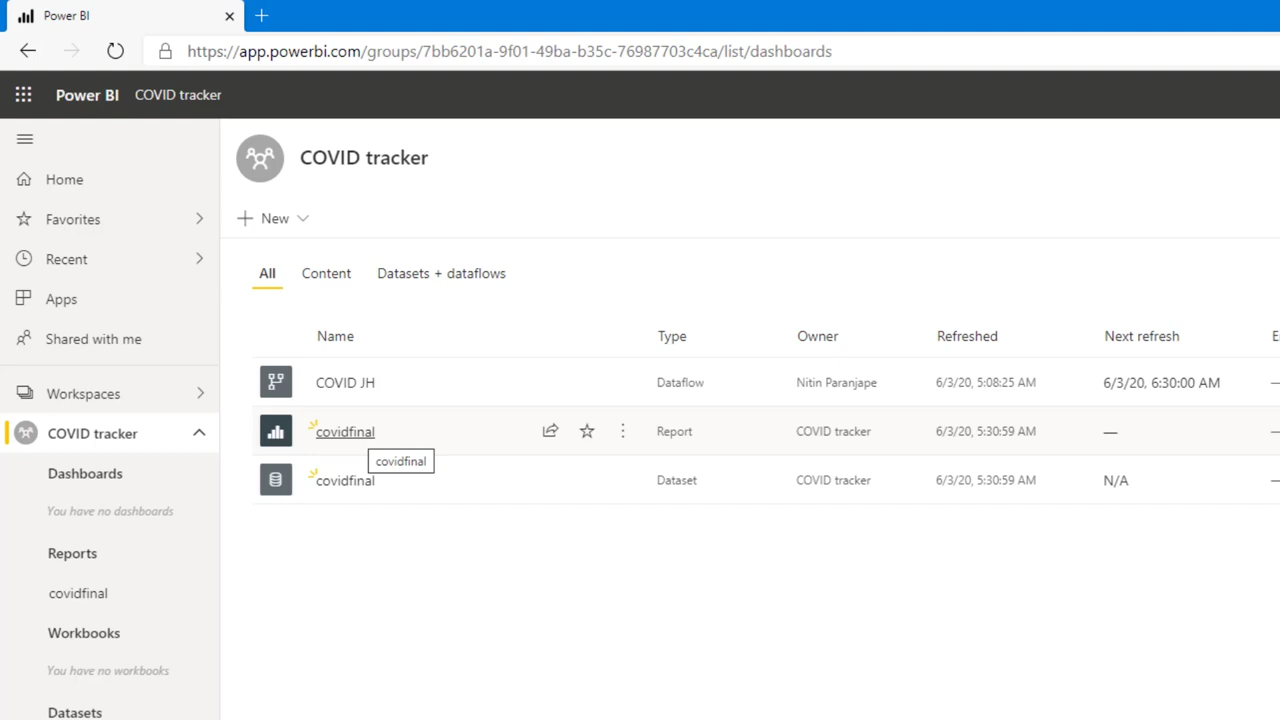 Power BI
https://app.powerbi.com/groups/7bb6201a-9f01-49ba-b35c-76987703c4ca/list/dashboards
Power BI COVID tracker
Home
Favorites
Recent
Apps
Shared with me
Workspaces
COVID tracker
Dashboards
You have no dashboards
Reports
covidfinal
Workbooks
You have no workbooks
Datasets
COVID tracker
New
All Content Datasets + dataflows
Name Type Owner Refreshed Next refresh
COVID JH Dataflow Nitin Paranjape 6/3/20, 5:08:25 AM 6/3/20, 6:30:00 AM —
covidfinal Report COVID tracker 6/3/20, 5:30:59 AM — —
covidfinal
covidfinal Dataset COVID tracker 6/3/20, 5:30:59 AM N/A —